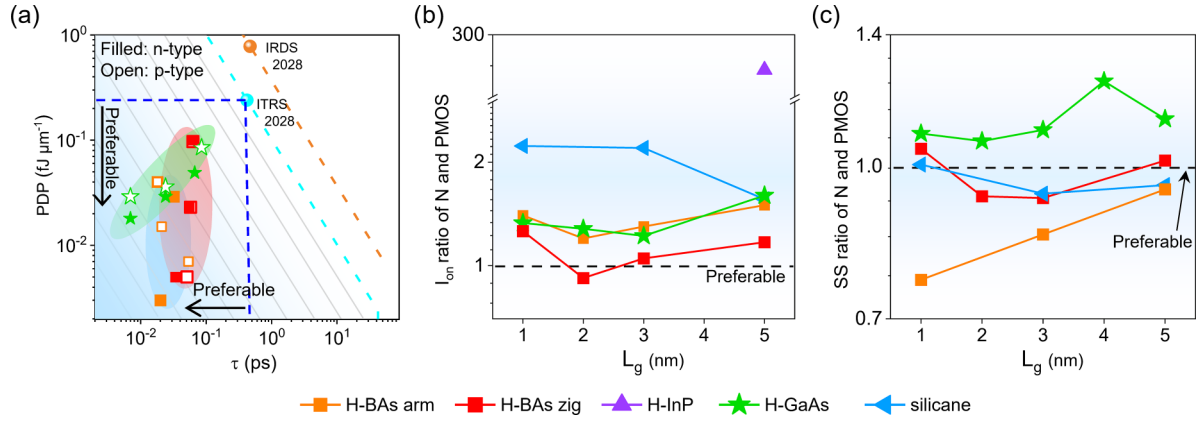 (a)
Filled: n-type
Open: p-type
IRDS
2028
ITRS
2028
Preferable
Preferable
PDP (fJ μm⁻¹)
10⁰
10⁻¹
10⁻²
10⁻² 10⁻¹ 10⁰ 10¹
τ (ps)
(b)
I_on ratio of N and PMOS
300
2
1
Preferable
1 2 3 4 5
L_g (nm)
(c)
SS ratio of N and PMOS
1.4
1.0
0.7
Preferable
1 2 3 4 5
L_g (nm)
H-BAs arm H-BAs zig H-InP H-GaAs silicane